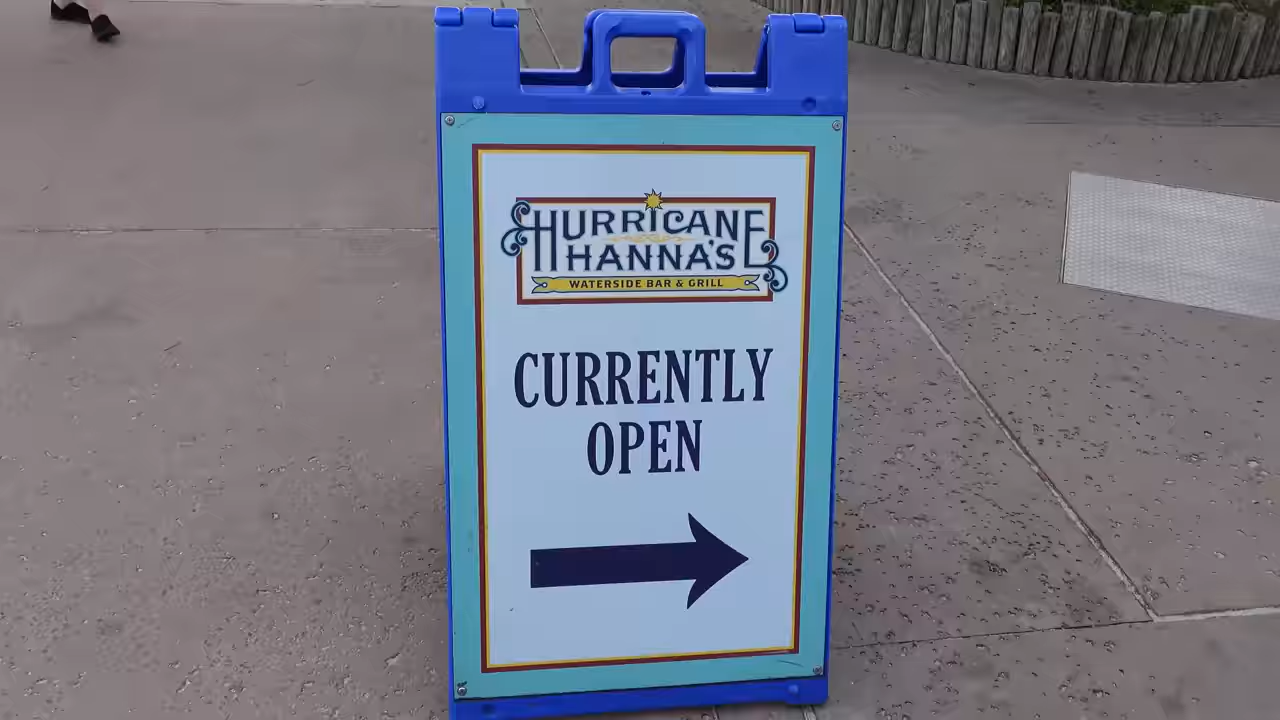 HURRICANE
HANNA'S
WATERSIDE BAR & GRILL
CURRENTLY
OPEN